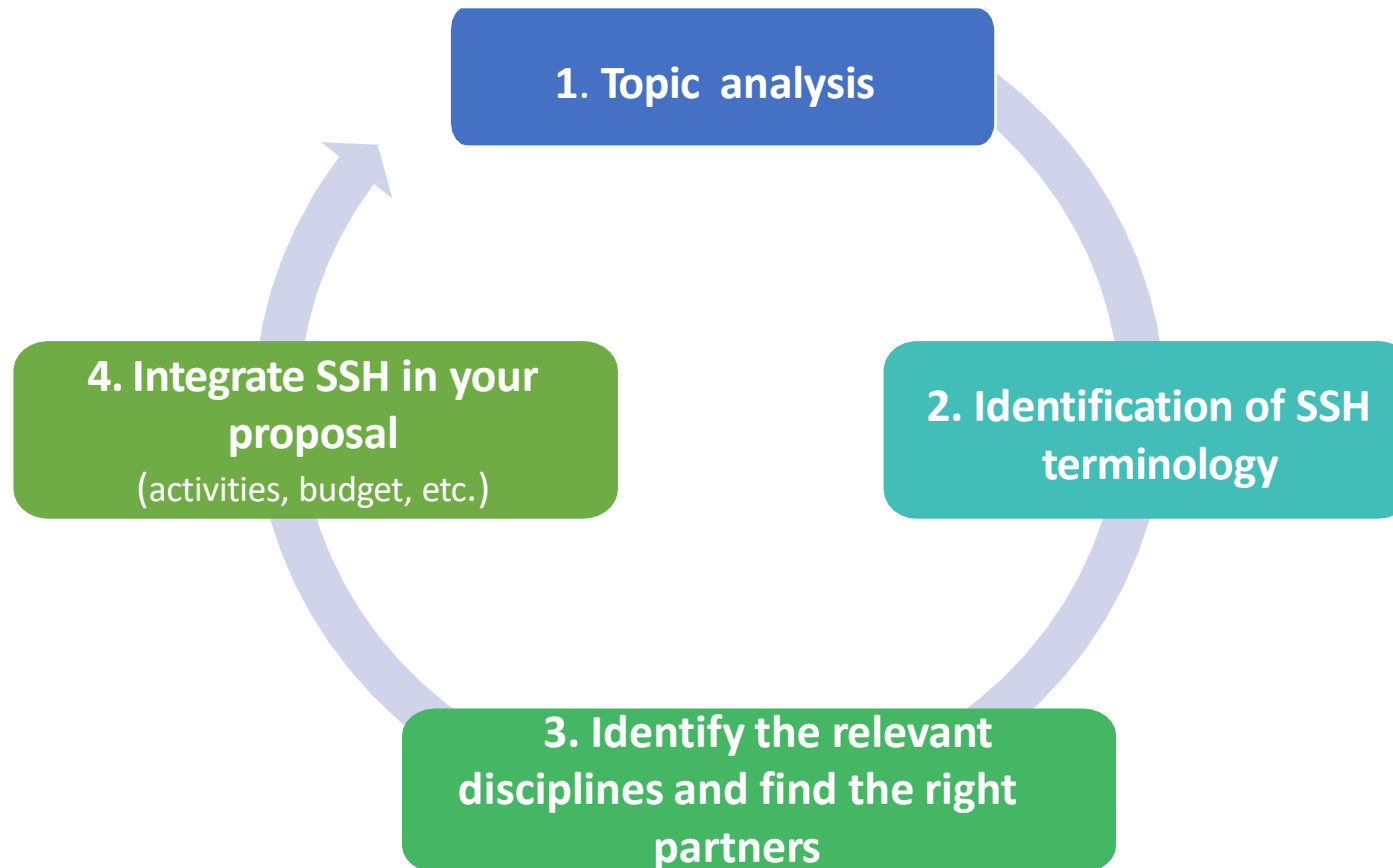 1. Topic analysis
2. Identification of SSH
terminology
3. Identify the relevant
disciplines and find the right
partners
4. Integrate SSH in your
proposal
(activities, budget, etc.)